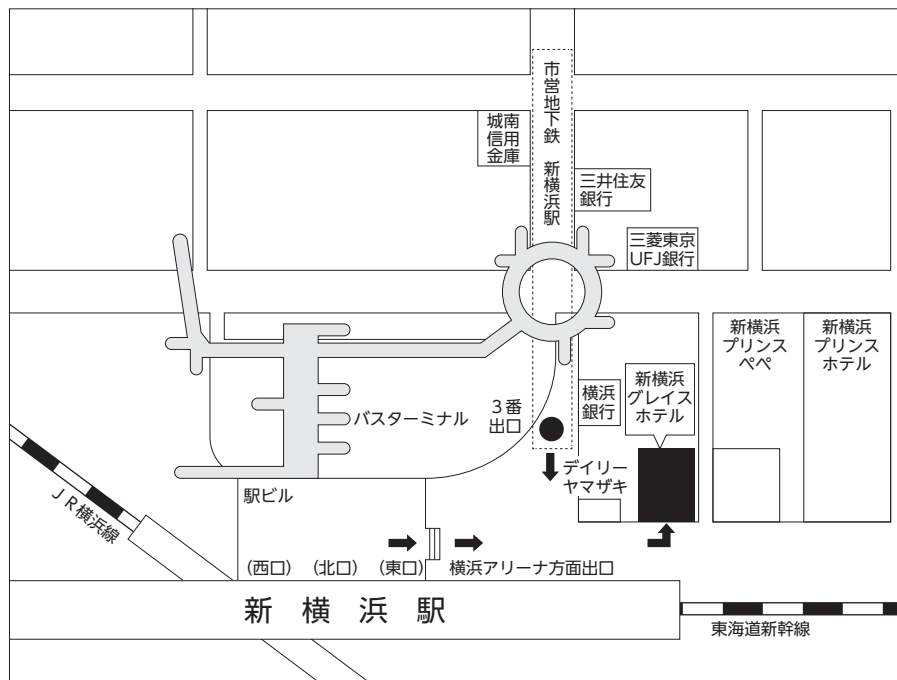 市営地下鉄 新横浜駅
城南
信用
金庫
三井住友
銀行
三菱東京
UFJ銀行
新横浜
プリンス
ペペ
新横浜
プリンス
ホテル
新横浜
グレイス
ホテル
横浜
銀行
3番
出口
バスターミナル
デイリー
ヤマザキ
駅ビル
JR横浜線
(西口) (北口) (東口) 横浜アリーナ方面出口
新横浜駅
東海道新幹線